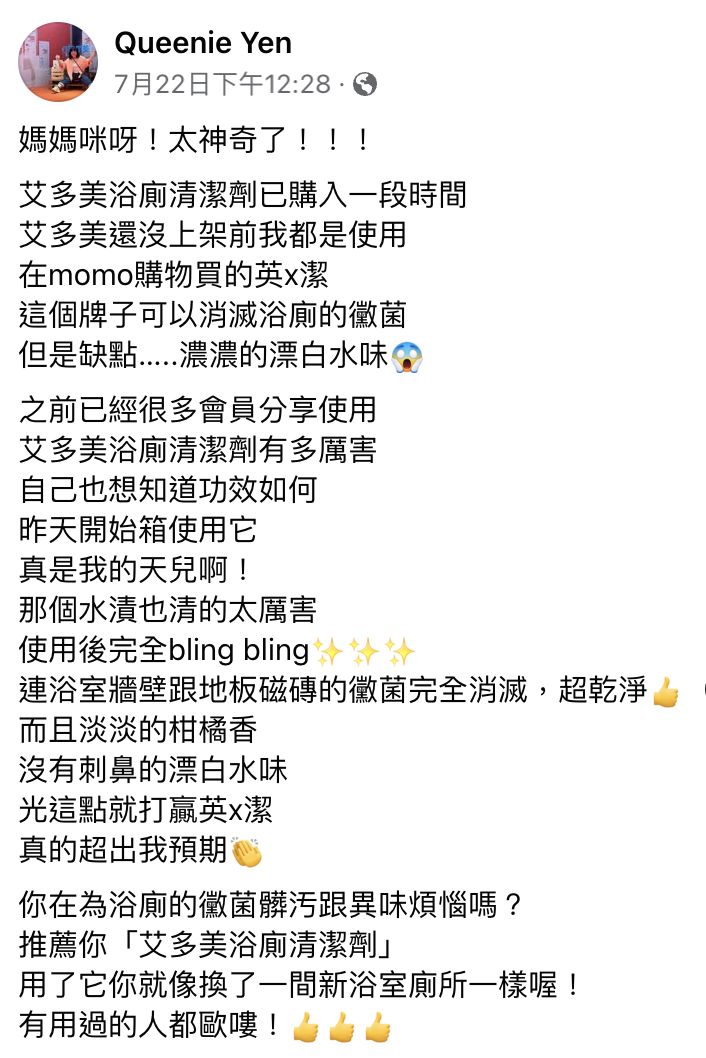 Queenie Yen
7月22日下午12:28 ·
媽媽咪呀！太神奇了！！！
艾多美浴廁清潔劑已購入一段時間
艾多美還沒上架前我都是使用
在momo購物買的英x潔
這個牌子可以消滅浴廁的黴菌
但是缺點.....濃濃的漂白水味😱
之前已經很多會員分享使用
艾多美浴廁清潔劑有多厲害
自己也想知道功效如何
昨天開始箱使用它
真是我的天兒啊！
那個水漬也清的太厲害
使用後完全bling bling✨✨✨
連浴室牆壁跟地板磁磚的黴菌完全消滅，超乾淨👍
而且淡淡的柑橘香
沒有刺鼻的漂白水味
光這點就打贏英x潔
真的超出我預期👏
你在為浴廁的黴菌髒污跟異味煩惱嗎？
推薦你「艾多美浴廁清潔劑」
用了它你就像換了一間新浴室廁所一樣喔！
有用過的人都歐嘍！👍👍👍